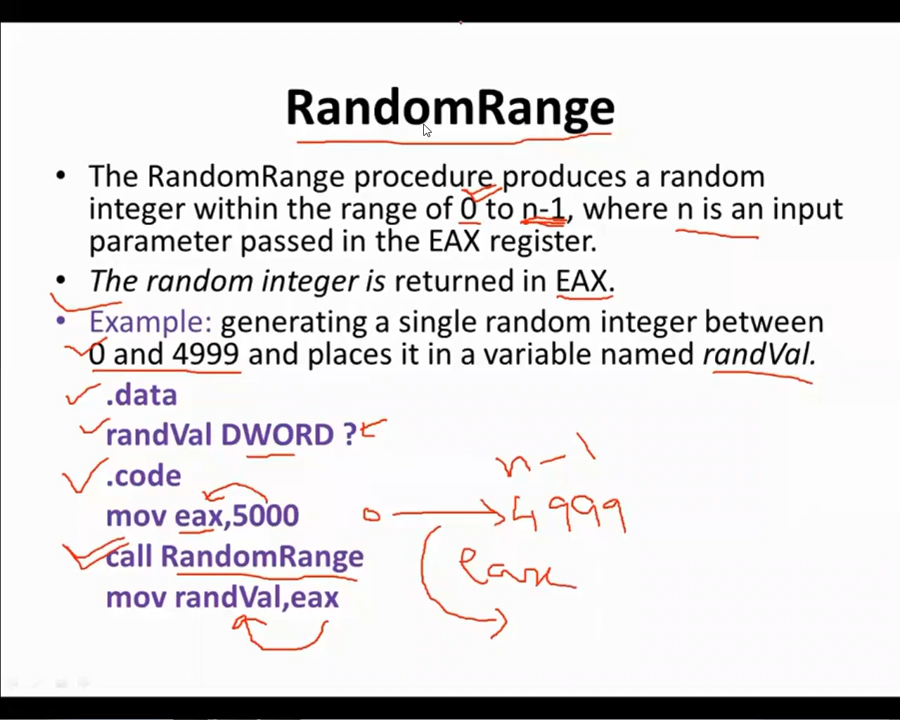 RandomRange
• The RandomRange procedure produces a random
integer within the range of 0 to n-1, where n is an input
parameter passed in the EAX register.
• The random integer is returned in EAX.
• Example: generating a single random integer between
0 and 4999 and places it in a variable named randVal.
.data
randVal DWORD ?
.code
n-1
mov eax,5000
0 → 4999
call RandomRange
eax
mov randVal,eax